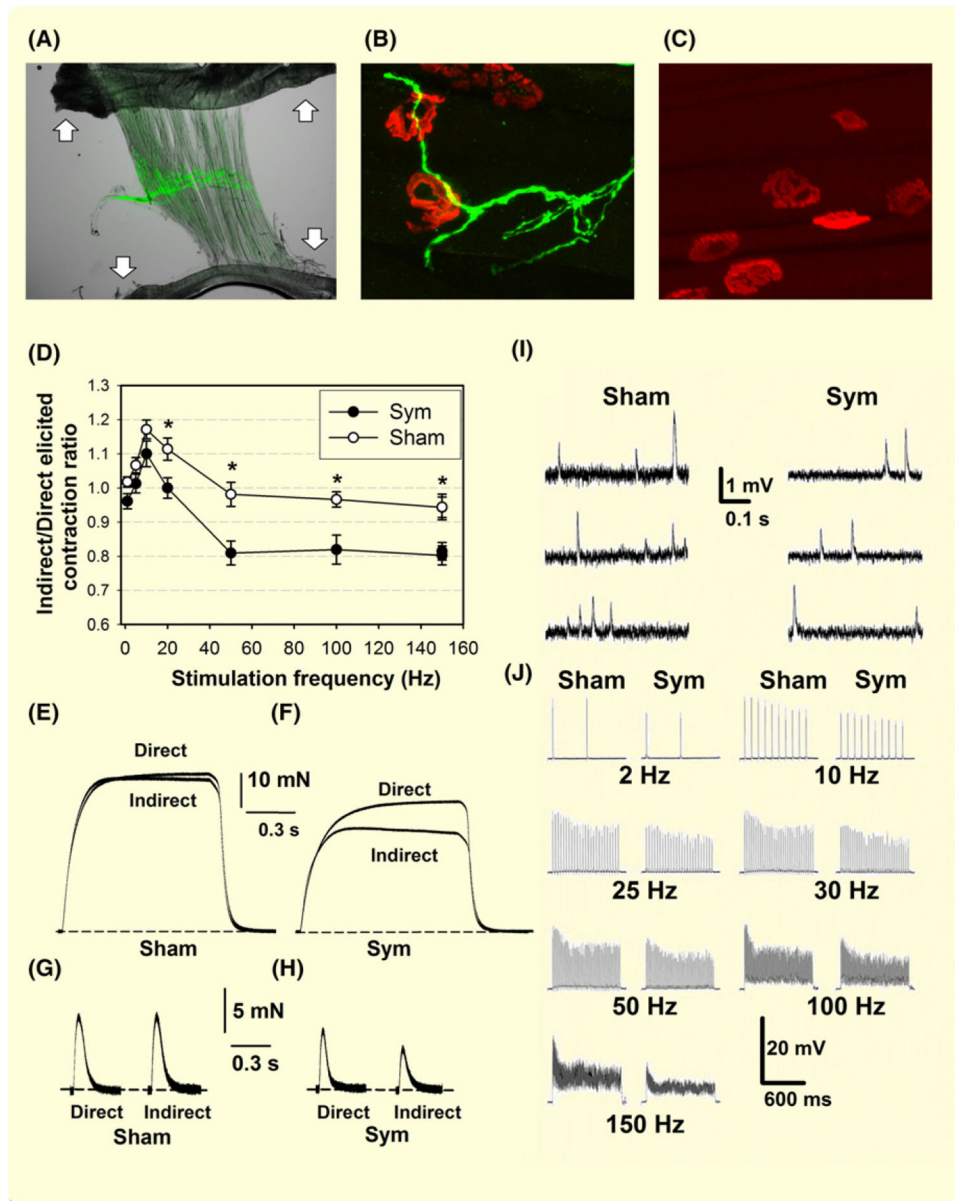 (A)
(B)
(C)
(D)
Indirect/Direct elicited
contraction ratio
1.3
1.2
1.1
1.0
0.9
0.8
0.7
0.6
Sym
Sham
*
*
*
*
0 20 40 60 80 100 120 140 160
Stimulation frequency (Hz)
(I)
Sham
Sym
1 mV
0.1 s
(E)
Direct
Indirect
10 mN
0.3 s
Sham
(F)
Direct
Indirect
Sym
(G)
Direct Indirect
Sham
5 mN
0.3 s
(H)
Direct Indirect
Sym
(J)
Sham Sym Sham Sym
2 Hz 10 Hz
25 Hz 30 Hz
50 Hz 100 Hz
150 Hz
20 mV
600 ms